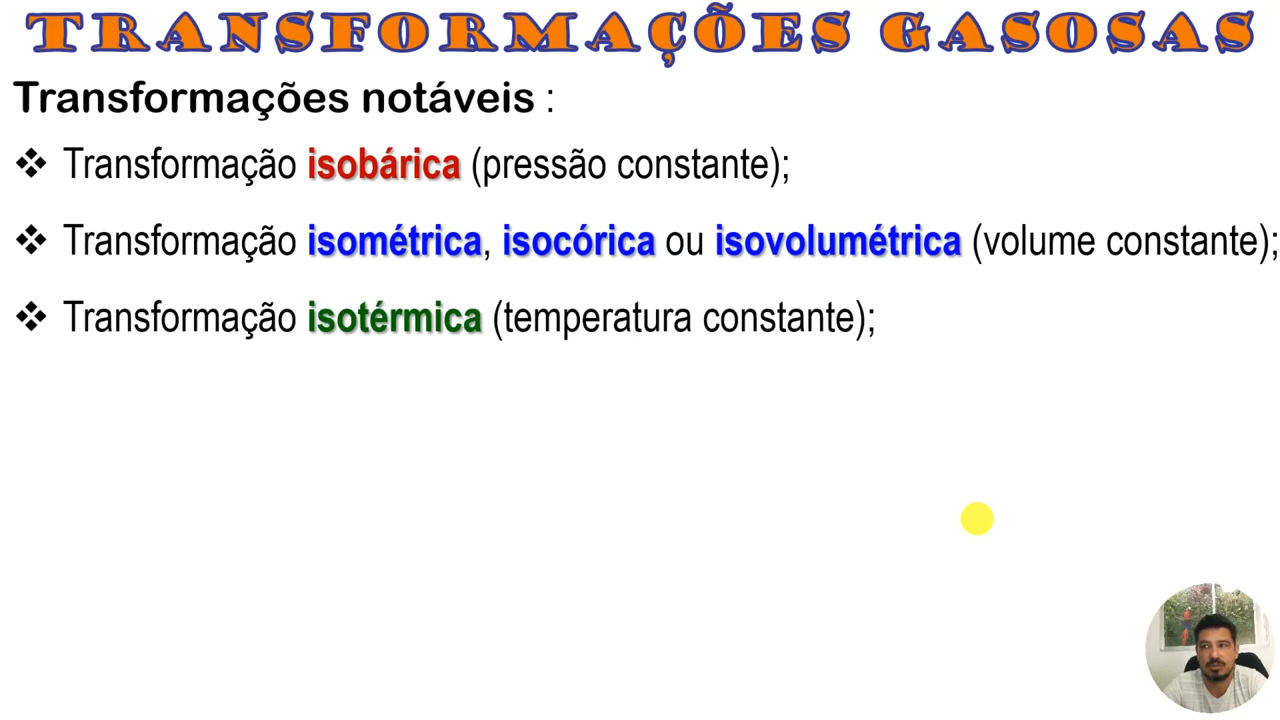 TRANSFORMAÇÕES GASOSAS
Transformações notáveis :
❖ Transformação isobárica (pressão constante);
❖ Transformação isométrica, isocórica ou isovolumétrica (volume constante);
❖ Transformação isotérmica (temperatura constante);